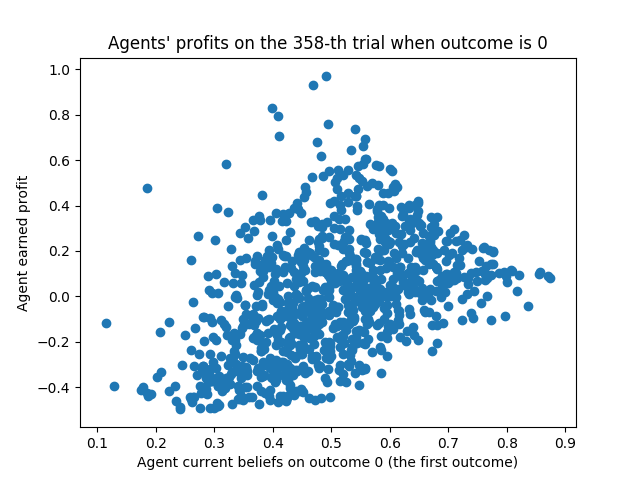 Agents' profits on the 358-th trial when outcome is 0
1.0
0.8
0.6
0.4
0.2
0.0
−0.2
−0.4
Agent earned profit
0.1 0.2 0.3 0.4 0.5 0.6 0.7 0.8 0.9
Agent current beliefs on outcome 0 (the first outcome)